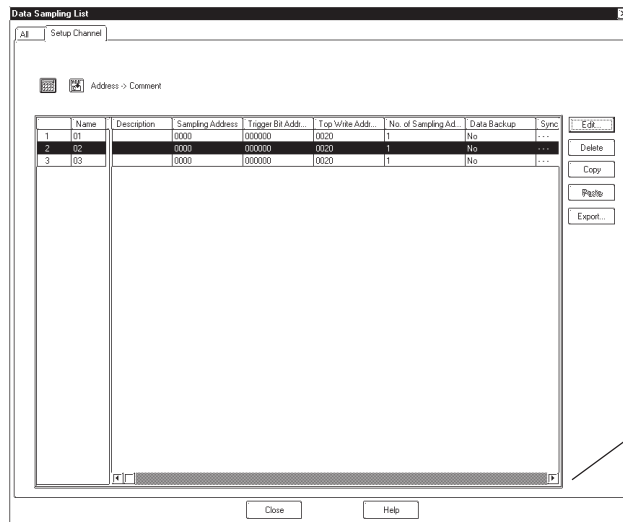 Data Sampling List
All Setup Channel
Address -> Comment
Name Description Sampling Address Trigger Bit Addr... Top Write Addr... No. of Sampling Ad... Data Backup Sync
1 01 0000 000000 0020 1 No ---
2 02 0000 000000 0020 1 No ---
3 03 0000 000000 0020 1 No ---
Edit...
Delete
Copy
Paste
Export...
Close Help